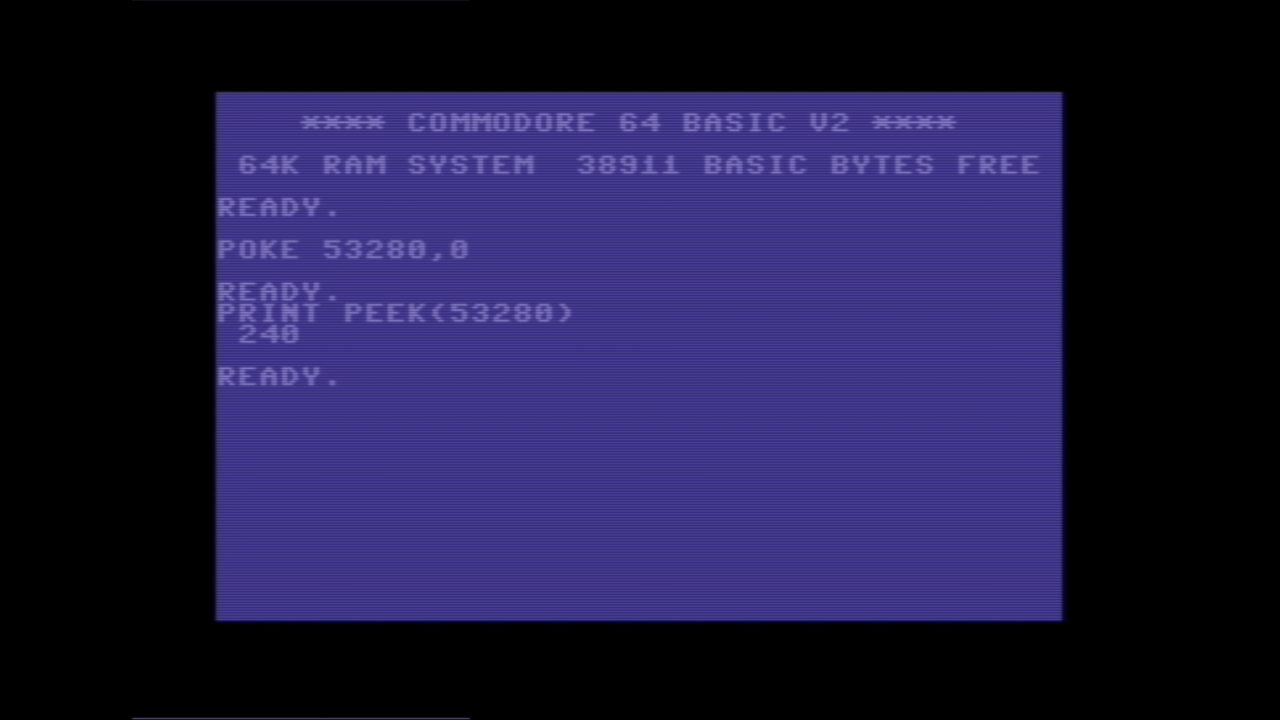 **** COMMODORE 64 BASIC V2 ****
64K RAM SYSTEM  38911 BASIC BYTES FREE
READY.
POKE 53280,0
READY.
PRINT PEEK(53280)
240
READY.